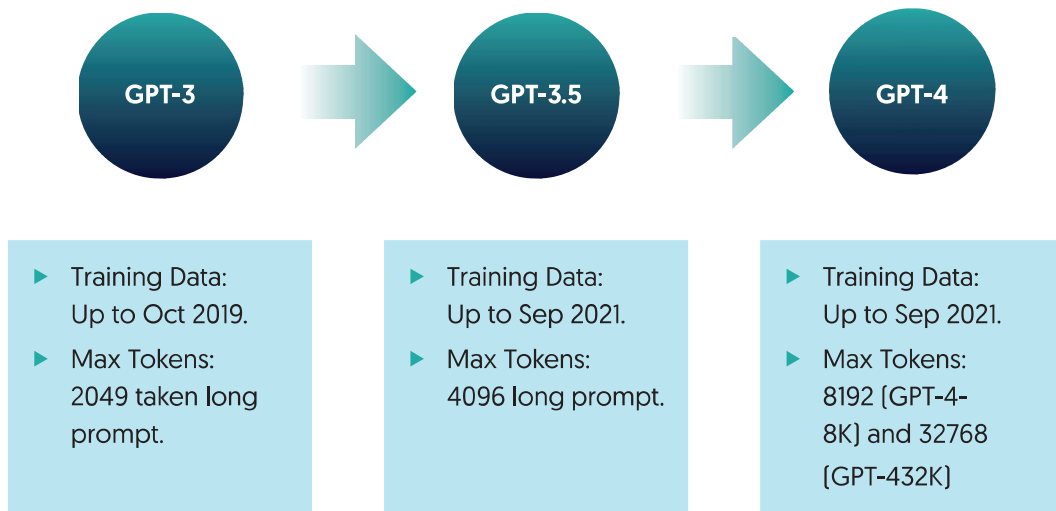 GPT-3
GPT-3.5
GPT-4
Training Data:
Up to Oct 2019.
Max Tokens:
2049 taken long
prompt.
Training Data:
Up to Sep 2021.
Max Tokens:
4096 long prompt.
Training Data:
Up to Sep 2021.
Max Tokens:
8192 (GPT-4-
8K) and 32768
(GPT-432K)